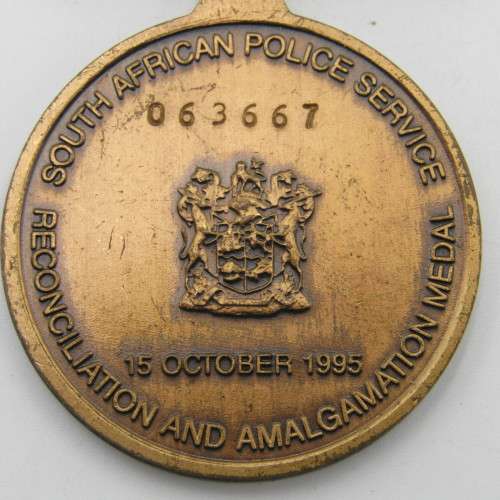 SOUTH AFRICAN POLICE SERVICE
063667
15 OCTOBER 1995
RECONCILIATION AND AMALGAMATION MEDAL